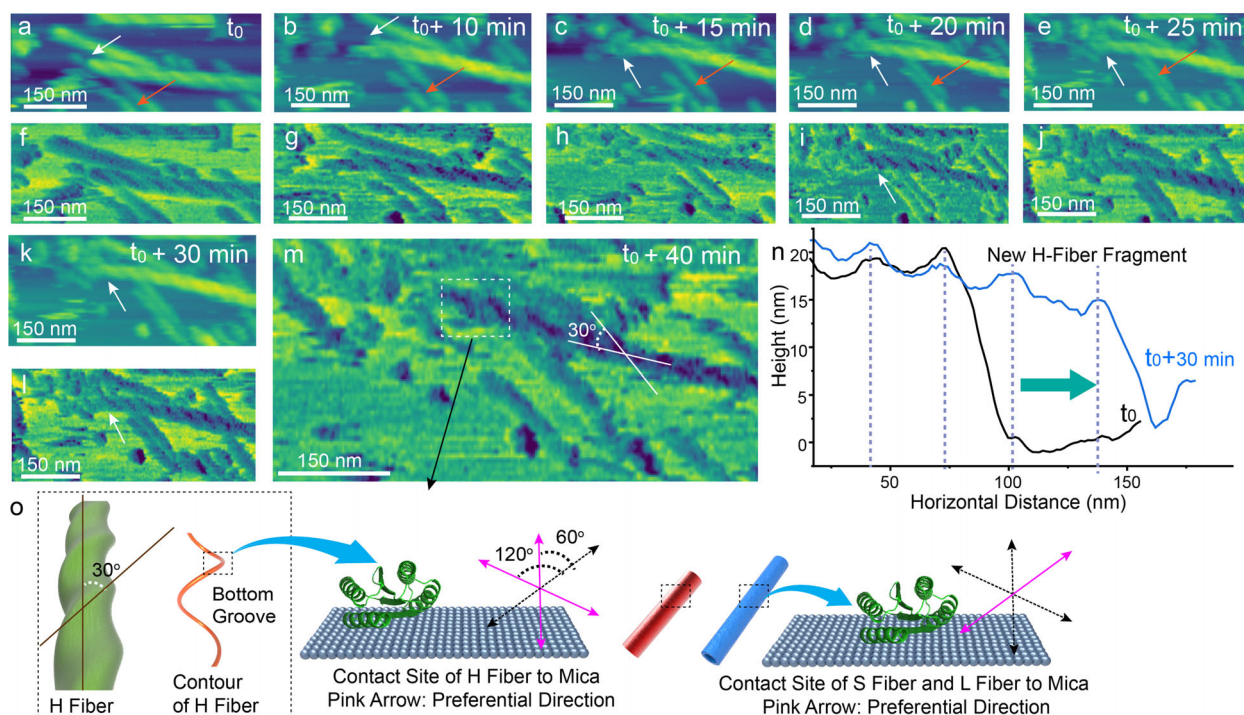 a
t0
150 nm
b
t0+ 10 min
150 nm
c
t0 + 15 min
150 nm
d
t0 + 20 min
150 nm
e
t0 + 25 min
150 nm
f
150 nm
g
150 nm
h
150 nm
i
150 nm
j
150 nm
k
t0 + 30 min
150 nm
l
150 nm
m
t0 + 40 min
30°
150 nm
n
New H-Fiber Fragment
20
15
10
5
0
Height (nm)
t0+30 min
t0
50
100
150
Horizontal Distance (nm)
o
30°
H Fiber
Bottom
Groove
Contour
of H Fiber
120°
60°
Contact Site of H Fiber to Mica
Pink Arrow: Preferential Direction
Contact Site of S Fiber and L Fiber to Mica
Pink Arrow: Preferential Direction